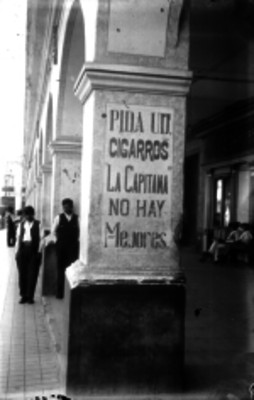 PIDA UD.
CIGARROS
"LA CAPITANA"
NO HAY
MEJORES.